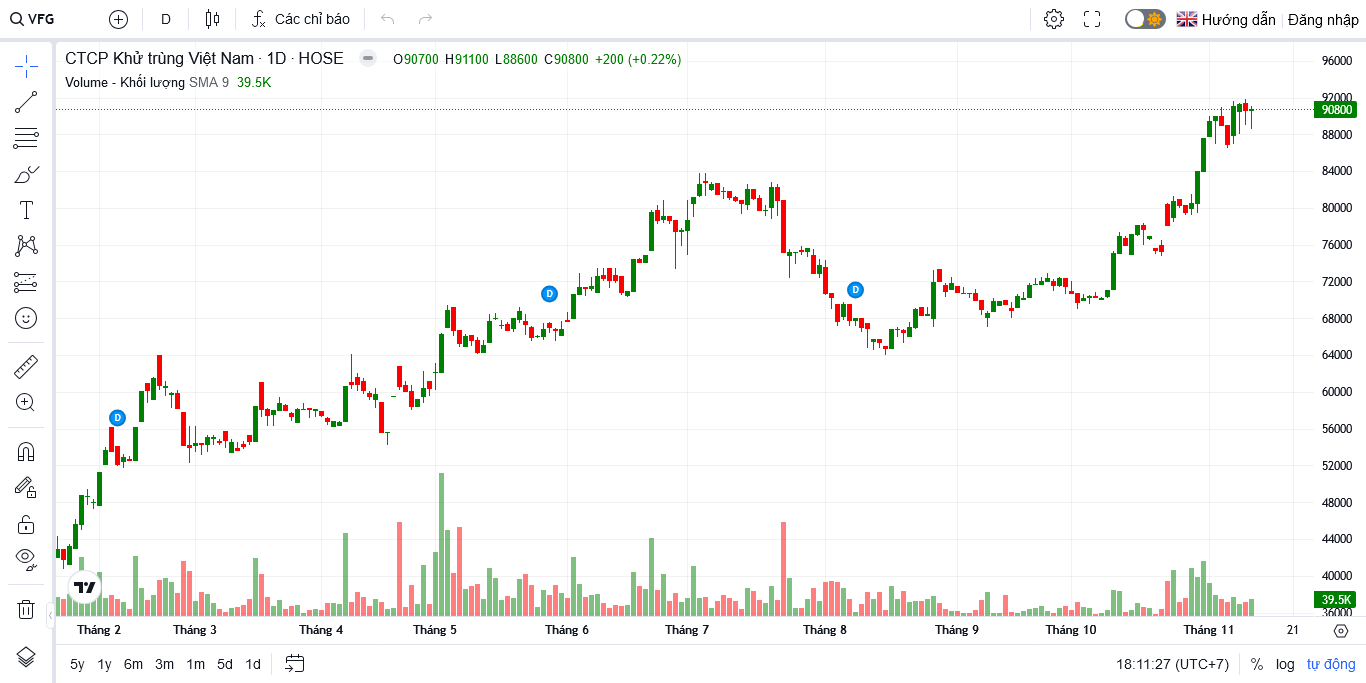 VFG D Các chỉ báo Hướng dẫn Đăng nhập
CTCP Khử trùng Việt Nam · 1D · HOSE O90700 H91100 L88600 C90800 +200 (+0.22%)
Volume - Khối lượng SMA 9 39.5K
96000
92000
90800
88000
84000
80000
76000
72000
68000
64000
60000
56000
52000
48000
44000
40000
39.5K
36000
D
D
D
Tháng 2 Tháng 3 Tháng 4 Tháng 5 Tháng 6 Tháng 7 Tháng 8 Tháng 9 Tháng 10 Tháng 11 21
5y 1y 6m 3m 1m 5d 1d 18:11:27 (UTC+7) % log tự động